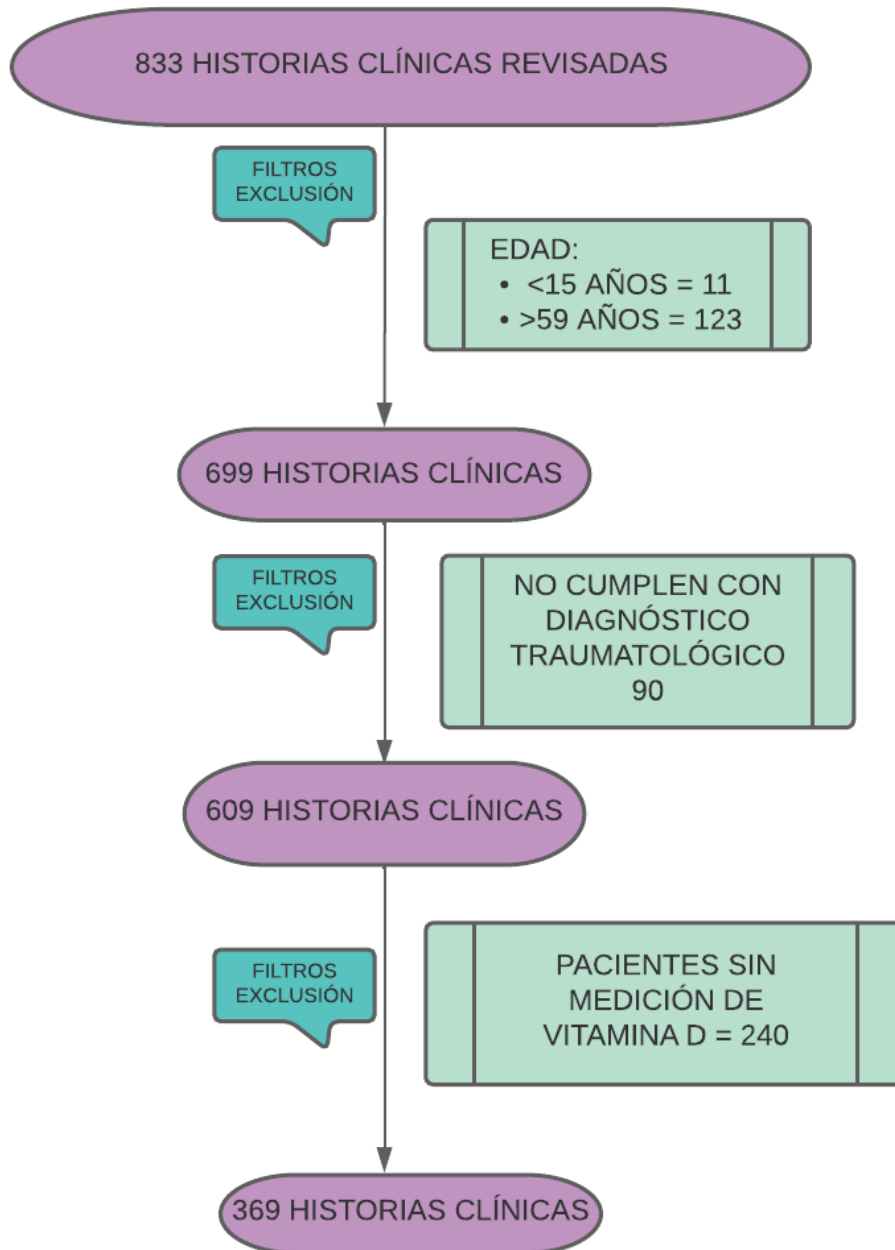 833 HISTORIAS CLÍNICAS REVISADAS
FILTROS
EXCLUSIÓN
EDAD:
• <15 AÑOS = 11
• >59 AÑOS = 123
699 HISTORIAS CLÍNICAS
FILTROS
EXCLUSIÓN
NO CUMPLEN CON
DIAGNÓSTICO
TRAUMATOLÓGICO
90
609 HISTORIAS CLÍNICAS
FILTROS
EXCLUSIÓN
PACIENTES SIN
MEDICIÓN DE
VITAMINA D = 240
369 HISTORIAS CLÍNICAS